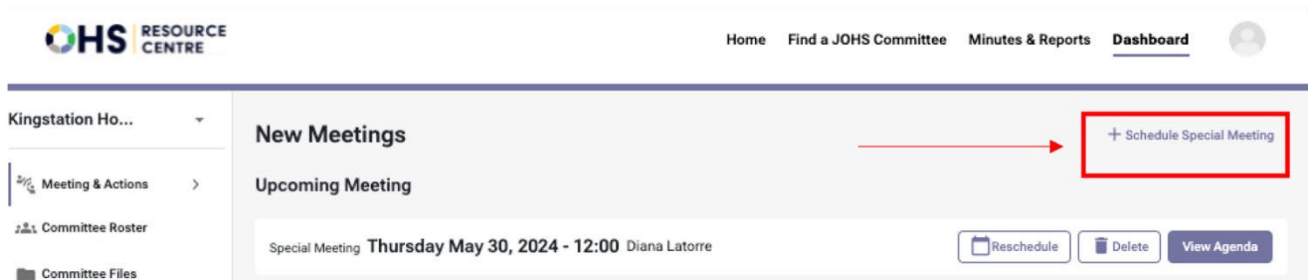 OHS RESOURCE
CENTRE
Home Find a JOHS Committee Minutes & Reports Dashboard
Kingstation Ho...
New Meetings
+ Schedule Special Meeting
Meeting & Actions >
Upcoming Meeting
Committee Roster
Special Meeting Thursday May 30, 2024 - 12:00 Diana Latorre Reschedule Delete View Agenda
Committee Files